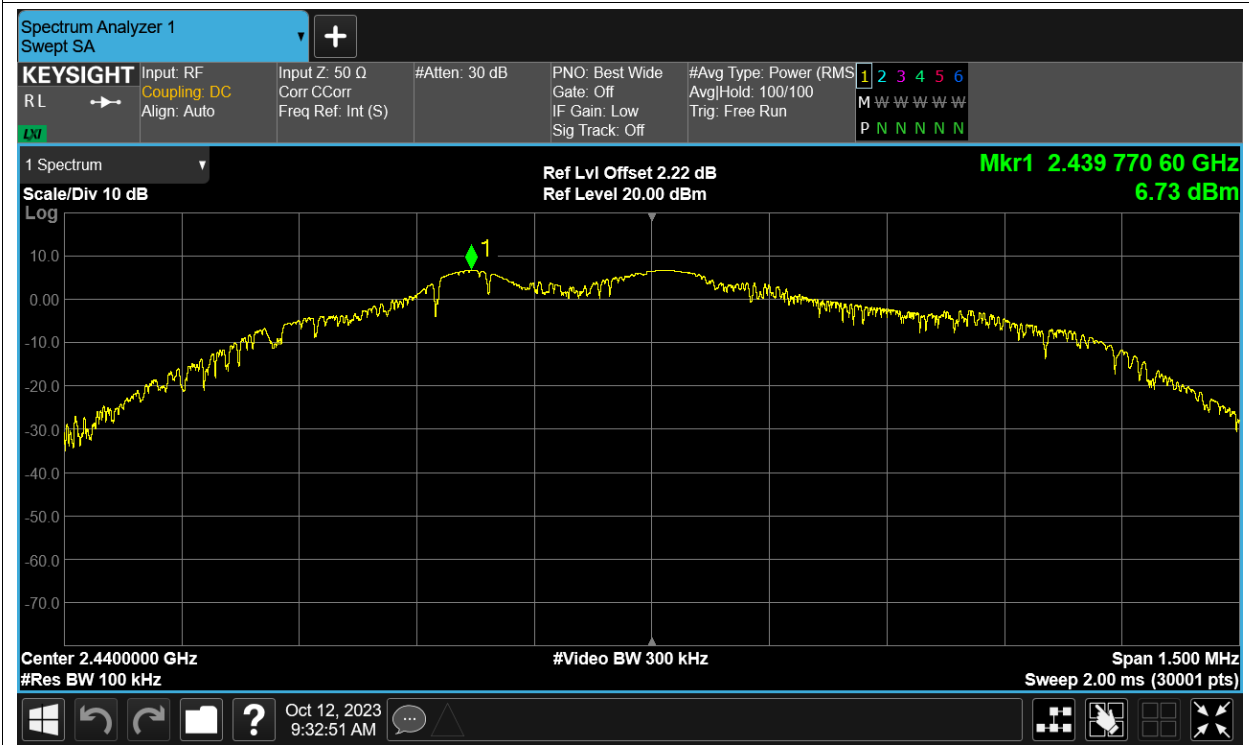 Spectrum Analyzer 1
Swept SA
KEYSIGHT
R L
LXI
Input: RF
Coupling: DC
Align: Auto
Input Z: 50 Ω
Corr CCorr
Freq Ref: Int (S)
#Atten: 30 dB
PNO: Best Wide
Gate: Off
IF Gain: Low
Sig Track: Off
#Avg Type: Power (RMS
Avg|Hold: 100/100
Trig: Free Run
1 2 3 4 5 6
M W W W W W
P N N N N N
1 Spectrum
Scale/Div 10 dB
Log
Ref Lvl Offset 2.22 dB
Ref Level 20.00 dBm
Mkr1 2.439 770 60 GHz
6.73 dBm
1
10.0
0.00
-10.0
-20.0
-30.0
-40.0
-50.0
-60.0
-70.0
Center 2.4400000 GHz
#Res BW 100 kHz
#Video BW 300 kHz
Span 1.500 MHz
Sweep 2.00 ms (30001 pts)
?
Oct 12, 2023
9:32:51 AM